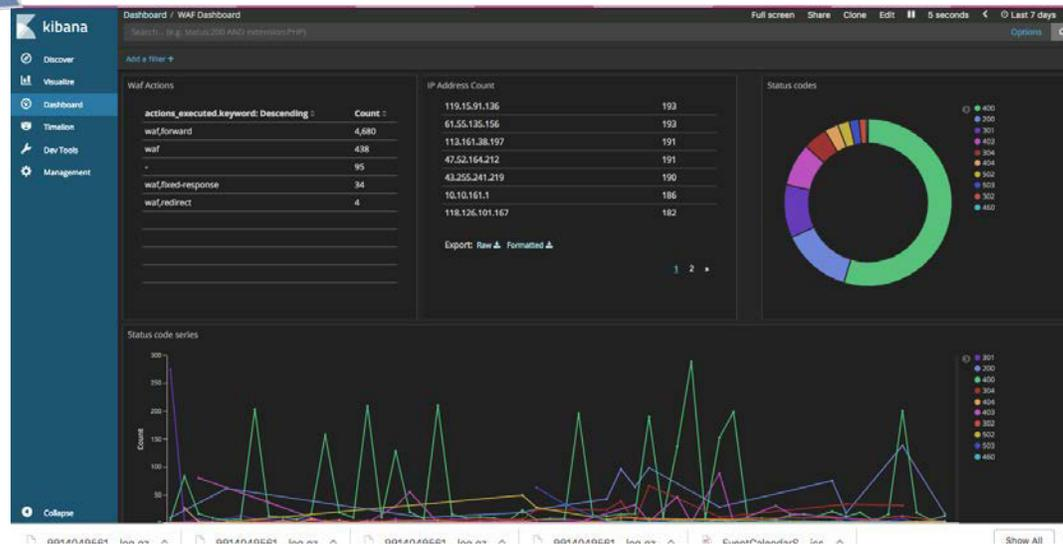 kibana
Dashboard / WAF Dashboard
Full screen Share Clone Edit 5 seconds Last 7 days
Search... (e.g. status:200 AND extension:PHP)
Options
Add a filter +
Discover
Visualize
Dashboard
Timelion
Dev Tools
Management
Collapse
Waf Actions
actions_executed.keyword: Descending Count
waf,forward 4,680
waf 438
- 95
waf,fixed-response 34
waf,redirect 4
IP Address Count
119.15.91.136 193
61.55.135.156 193
113.161.38.197 191
47.52.164.212 191
43.255.241.219 190
10.10.161.1 186
118.126.101.167 182
Export: Raw Formatted
1 2 »
Status codes
400
200
301
403
304
404
502
503
302
460
Status code series
300
250
200
150
100
50
Count
301
200
400
304
404
403
302
502
503
460
Show All